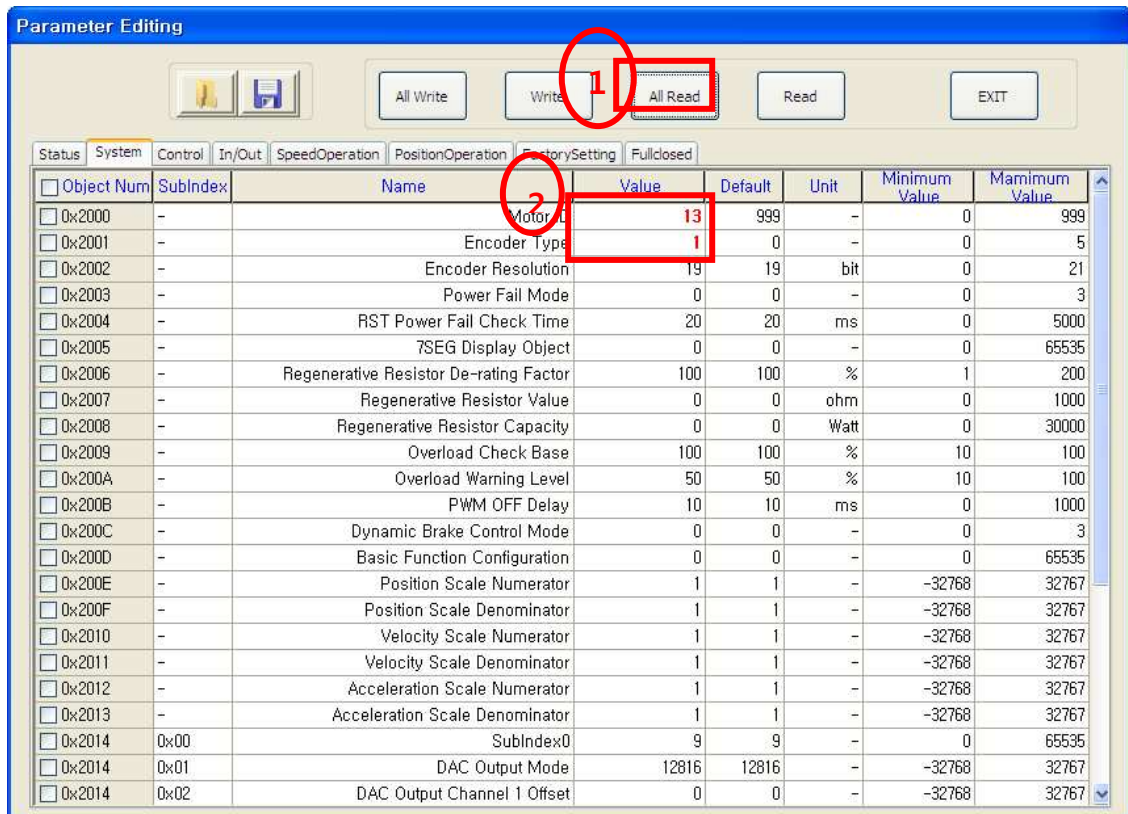 Parameter Editing
1
All Write Write All Read Read EXIT
Status System Control In/Out SpeedOperation PositionOperation FactorySetting Fullclosed
2
Object Num SubIndex Name Value Default Unit Minimum Value Mamimum Value
0x2000 - Motor ID 13 999 - 0 999
0x2001 - Encoder Type 1 0 - 0 5
0x2002 - Encoder Resolution 19 19 bit 0 21
0x2003 - Power Fail Mode 0 0 - 0 3
0x2004 - RST Power Fail Check Time 20 20 ms 0 5000
0x2005 - 7SEG Display Object 0 0 - 0 65535
0x2006 - Regenerative Resistor De-rating Factor 100 100 % 1 200
0x2007 - Regenerative Resistor Value 0 0 ohm 0 1000
0x2008 - Regenerative Resistor Capacity 0 0 Watt 0 30000
0x2009 - Overload Check Base 100 100 % 10 100
0x200A - Overload Warning Level 50 50 % 10 100
0x200B - PWM OFF Delay 10 10 ms 0 1000
0x200C - Dynamic Brake Control Mode 0 0 - 0 3
0x200D - Basic Function Configuration 0 0 - 0 65535
0x200E - Position Scale Numerator 1 1 - -32768 32767
0x200F - Position Scale Denominator 1 1 - -32768 32767
0x2010 - Velocity Scale Numerator 1 1 - -32768 32767
0x2011 - Velocity Scale Denominator 1 1 - -32768 32767
0x2012 - Acceleration Scale Numerator 1 1 - -32768 32767
0x2013 - Acceleration Scale Denominator 1 1 - -32768 32767
0x2014 0x00 SubIndex0 9 9 - 0 65535
0x2014 0x01 DAC Output Mode 12816 12816 - -32768 32767
0x2014 0x02 DAC Output Channel 1 Offset 0 0 - -32768 32767